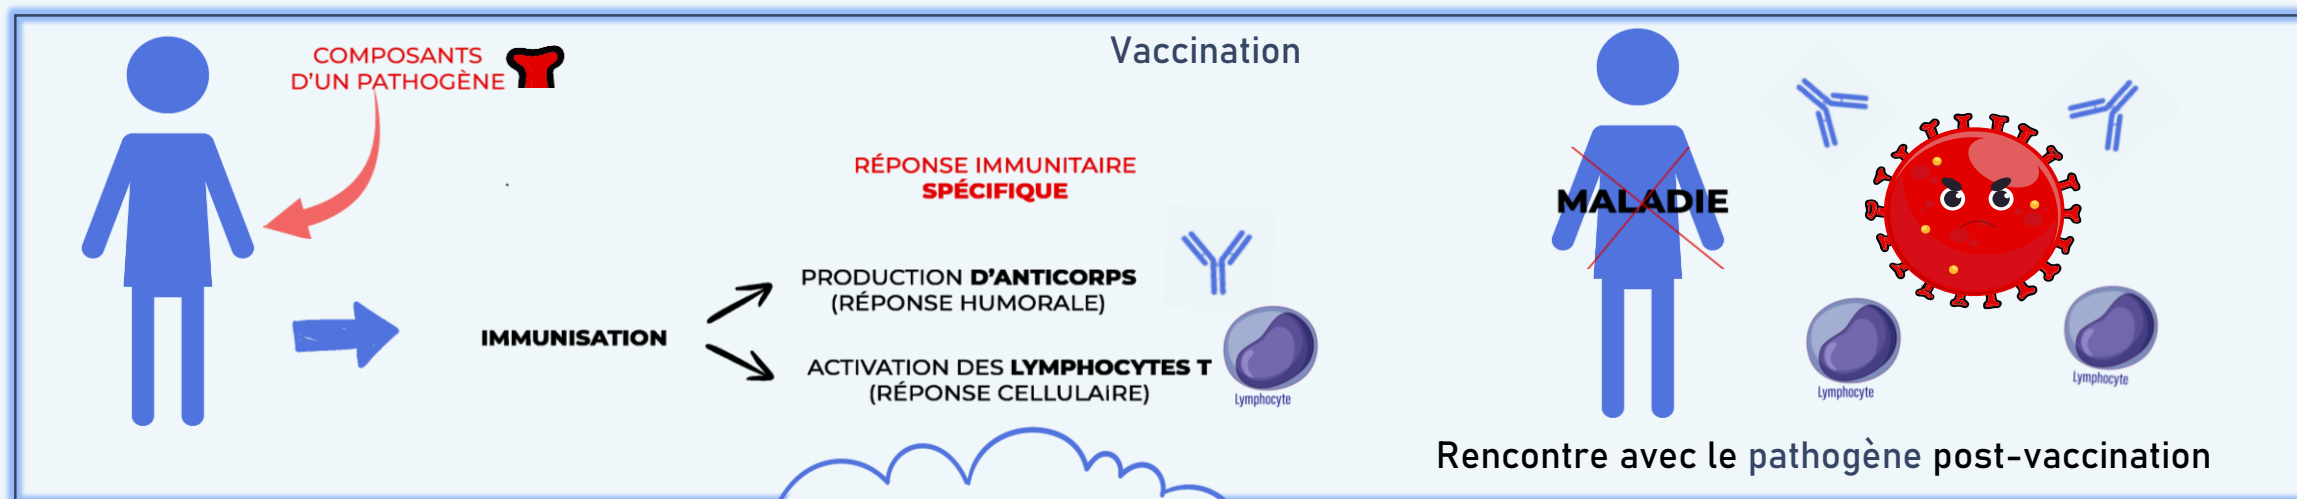 Vaccination
COMPOSANTS
D'UN PATHOGÈNE
RÉPONSE IMMUNITAIRE
SPÉCIFIQUE
IMMUNISATION
PRODUCTION D'ANTICORPS
(RÉPONSE HUMORALE)
ACTIVATION DES LYMPHOCYTES T
(RÉPONSE CELLULAIRE)
Lymphocyte
MALADIE
Lymphocyte
Lymphocyte
Rencontre avec le pathogène post-vaccination